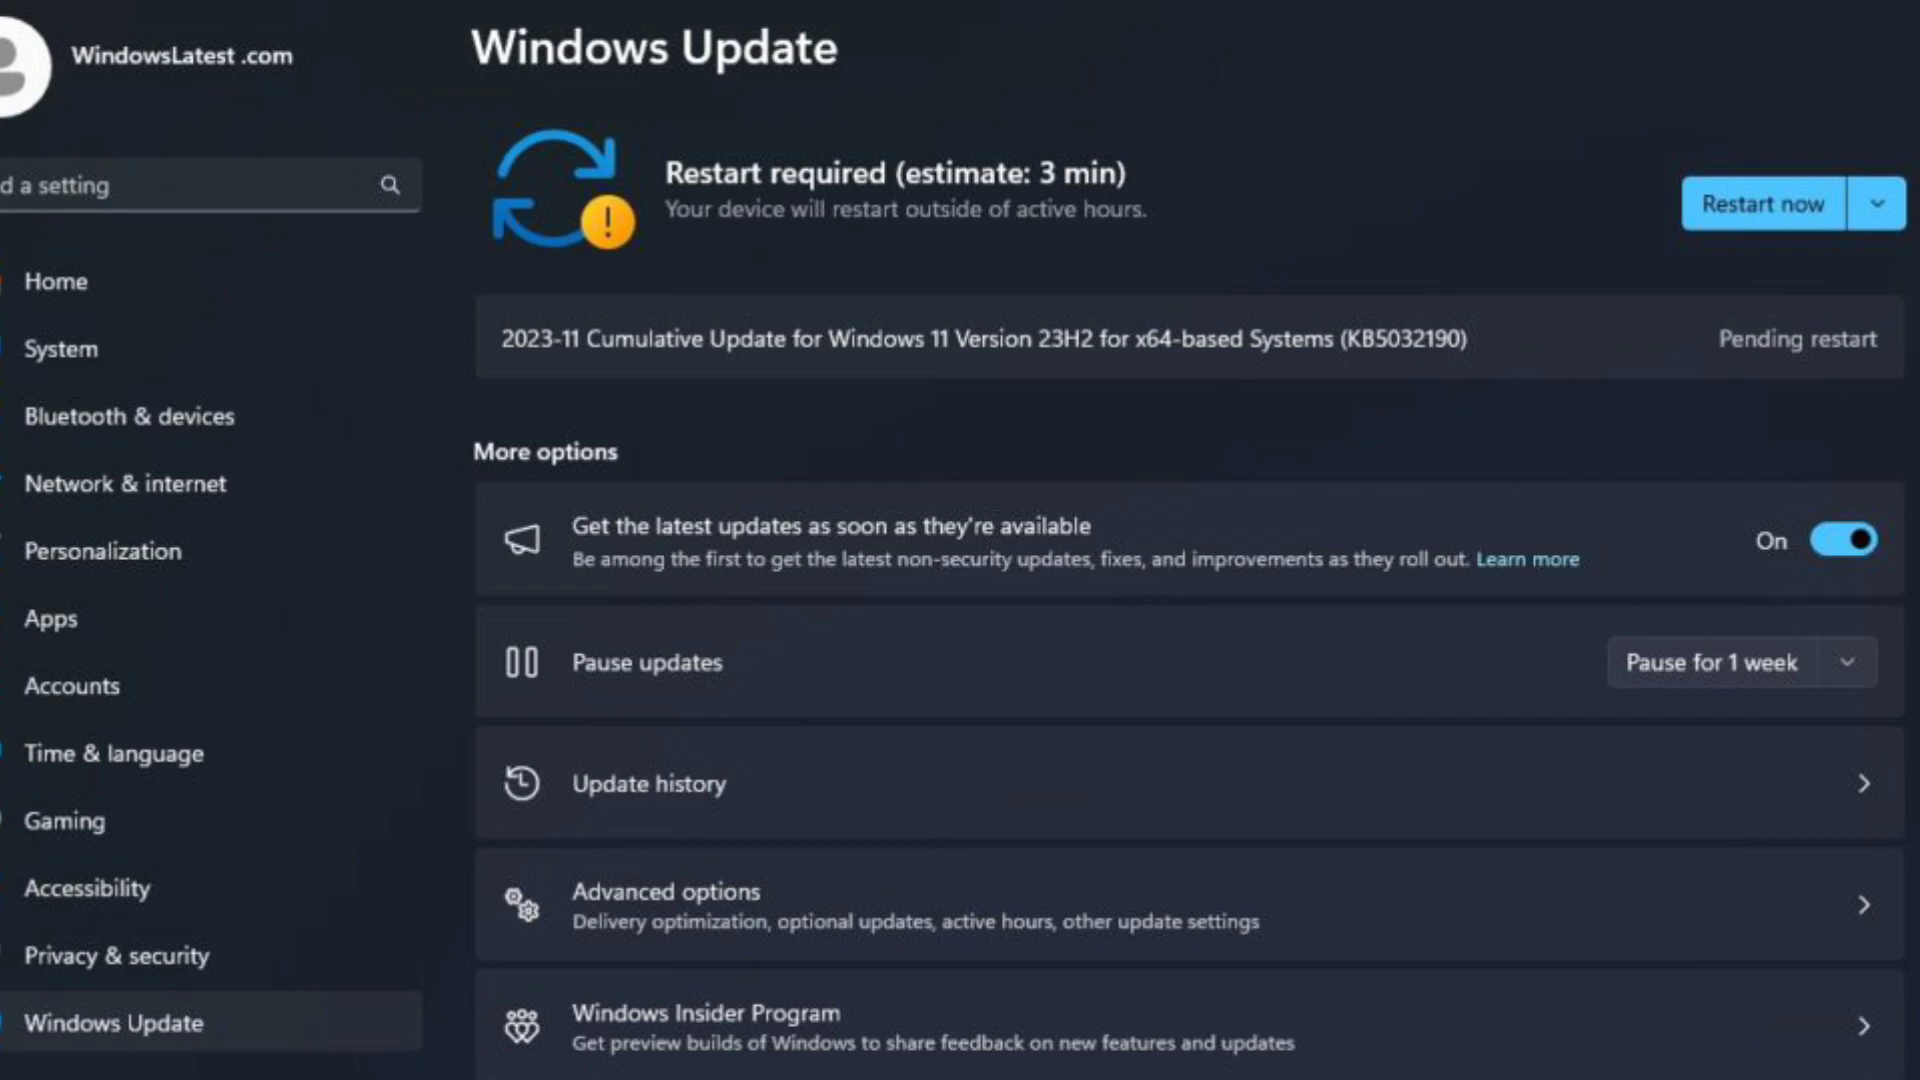 WindowsLatest .com
d a setting
Home
System
Bluetooth & devices
Network & internet
Personalization
Apps
Accounts
Time & language
Gaming
Accessibility
Privacy & security
Windows Update
Windows Update
Restart required (estimate: 3 min)
Your device will restart outside of active hours.
Restart now
2023-11 Cumulative Update for Windows 11 Version 23H2 for x64-based Systems (KB5032190)
Pending restart
More options
Get the latest updates as soon as they're available
Be among the first to get the latest non-security updates, fixes, and improvements as they roll out. Learn more
On
Pause updates
Pause for 1 week
Update history
Advanced options
Delivery optimization, optional updates, active hours, other update settings
Windows Insider Program
Get preview builds of Windows to share feedback on new features and updates